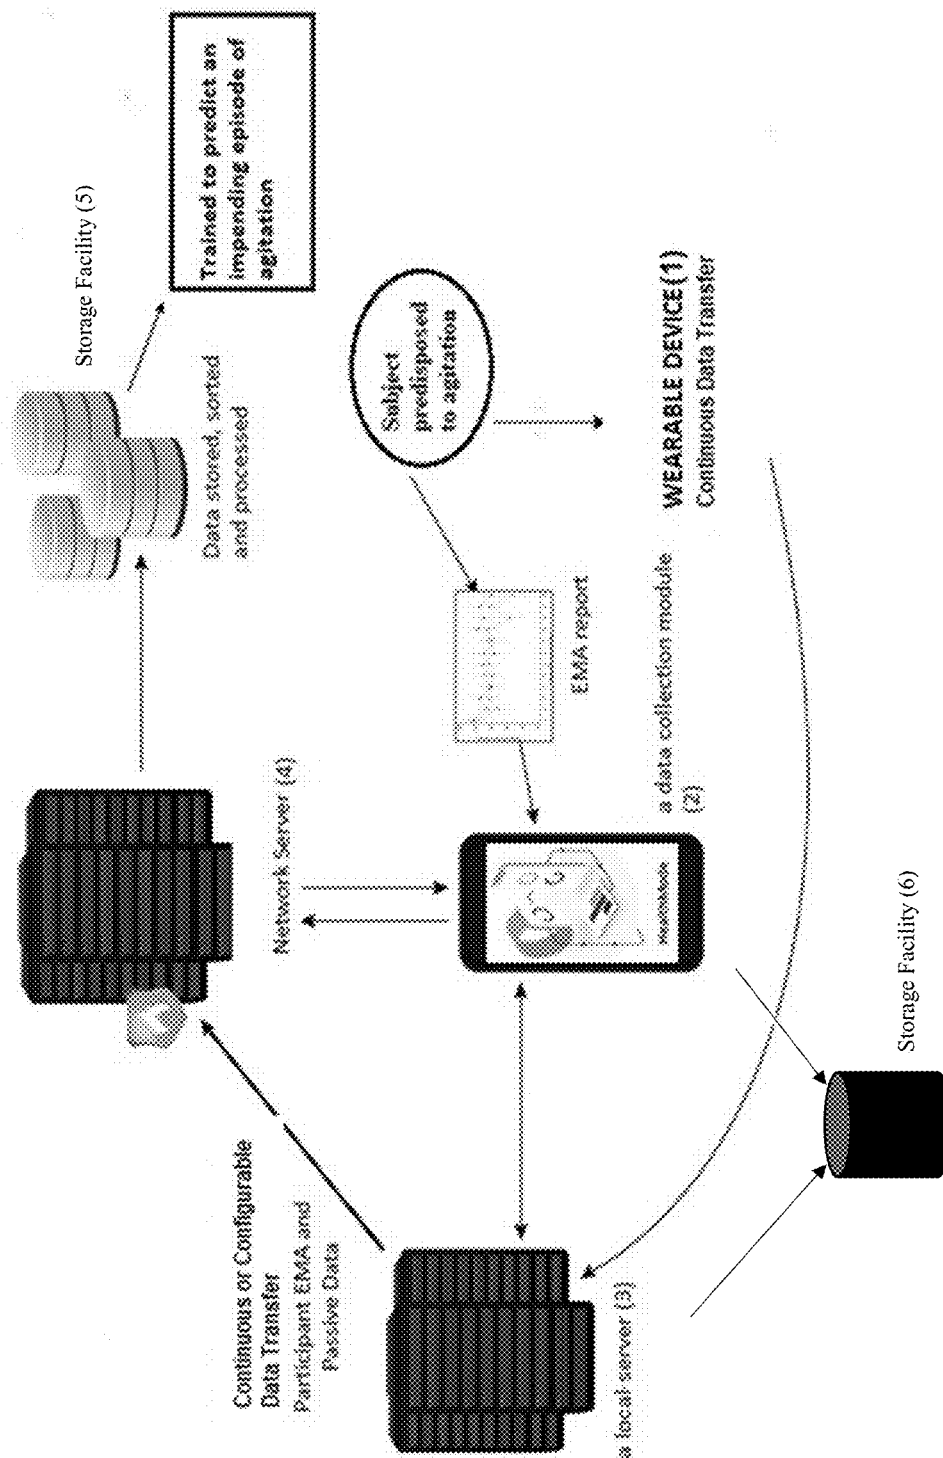 Storage Facility (5)
Data stored, sorted
and processed
Trained to predict an
impending episode of
agitation
Network Server (4)
Continuous or Configurable
Data Transfer
Participant EMA and
Passive Data
Subject
predisposed
to agitation
EMA report
a data collection module
(2)
WEARABLE DEVICE (1)
Continuous Data Transfer
a local server (3)
Storage Facility (6)